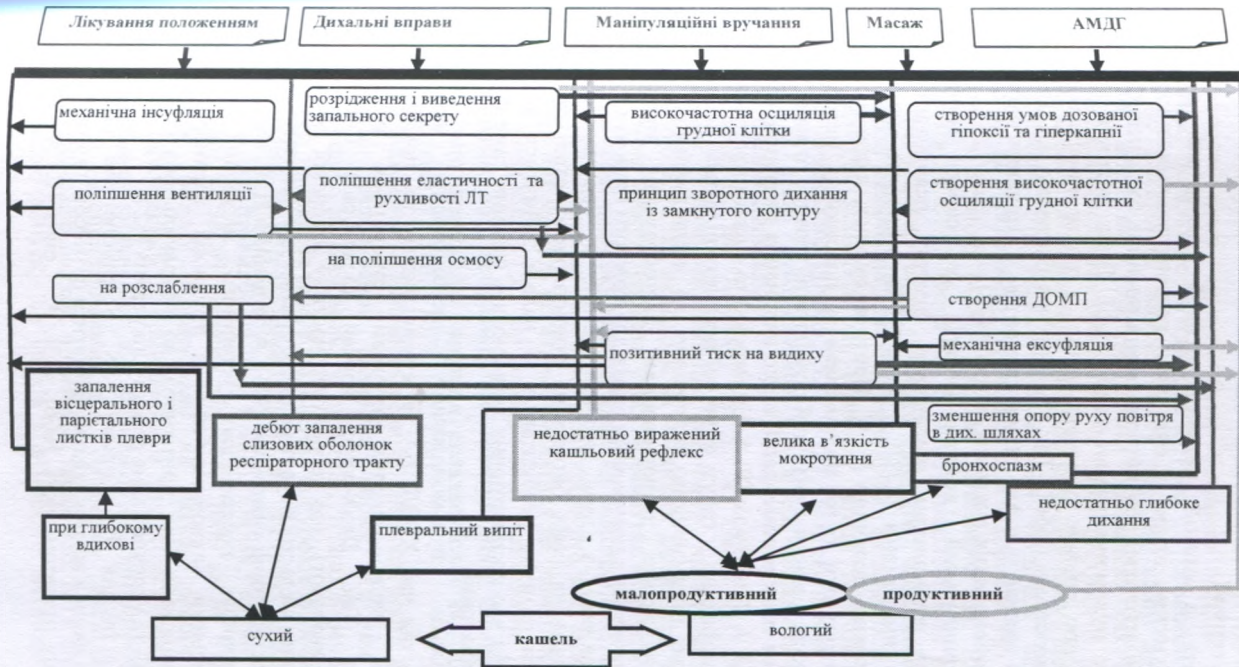 Лікування положенням
Дихальні вправи
Маніпуляційні вручання
Масаж
АМДГ
механічна інсуфляція
розрідження і виведення
запального секрету
високочастотна осциляція
грудної клітки
створення умов дозованої
гіпоксії та гіперкапнії
поліпшення вентиляції
поліпшення еластичності та
рухливості ЛТ
принцип зворотного дихання
із замкнутого контуру
створення високочастотної
осциляції грудної клітки
на поліпшення осмосу
на розслаблення
створення ДОМП
позитивний тиск на видиху
механічна ексуфляція
запалення
вісцерального і
парієтального
листків плеври
дебют запалення
слизових оболонок
респіраторного тракту
недостатньо виражений
кашльовий рефлекс
велика в’язкість
мокротиння
зменшення опору руху повітря
в дих. шляхах
бронхоспазм
недостатньо глибоке
дихання
при глибокому
вдихові
плевральний випіт
малопродуктивний
продуктивний
сухий
кашель
вологий